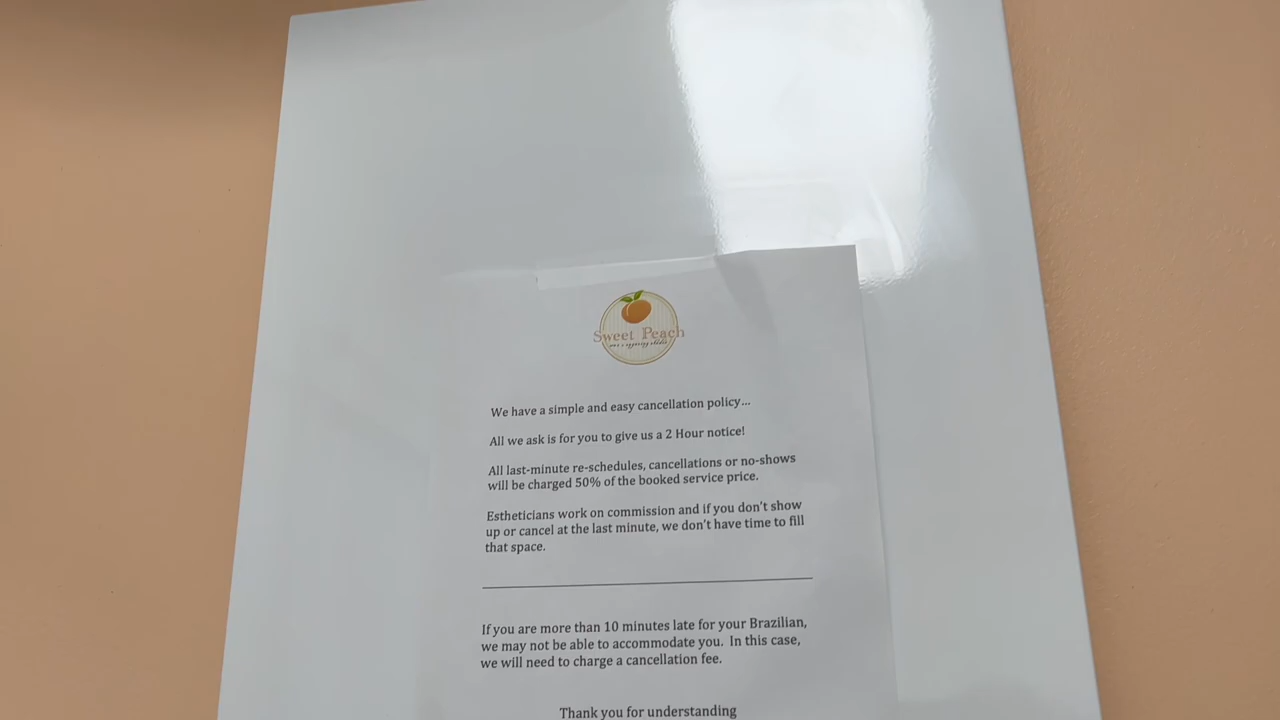 Sweet Peach
We have a simple and easy cancellation policy...
All we ask is for you to give us a 2 Hour notice!
All last-minute re-schedules, cancellations or no-shows
will be charged 50% of the booked service price.
Estheticians work on commission and if you don't show
up or cancel at the last minute, we don't have time to fill
that space.
If you are more than 10 minutes late for your Brazilian,
we may not be able to accommodate you. In this case,
we will need to charge a cancellation fee.
Thank you for understanding